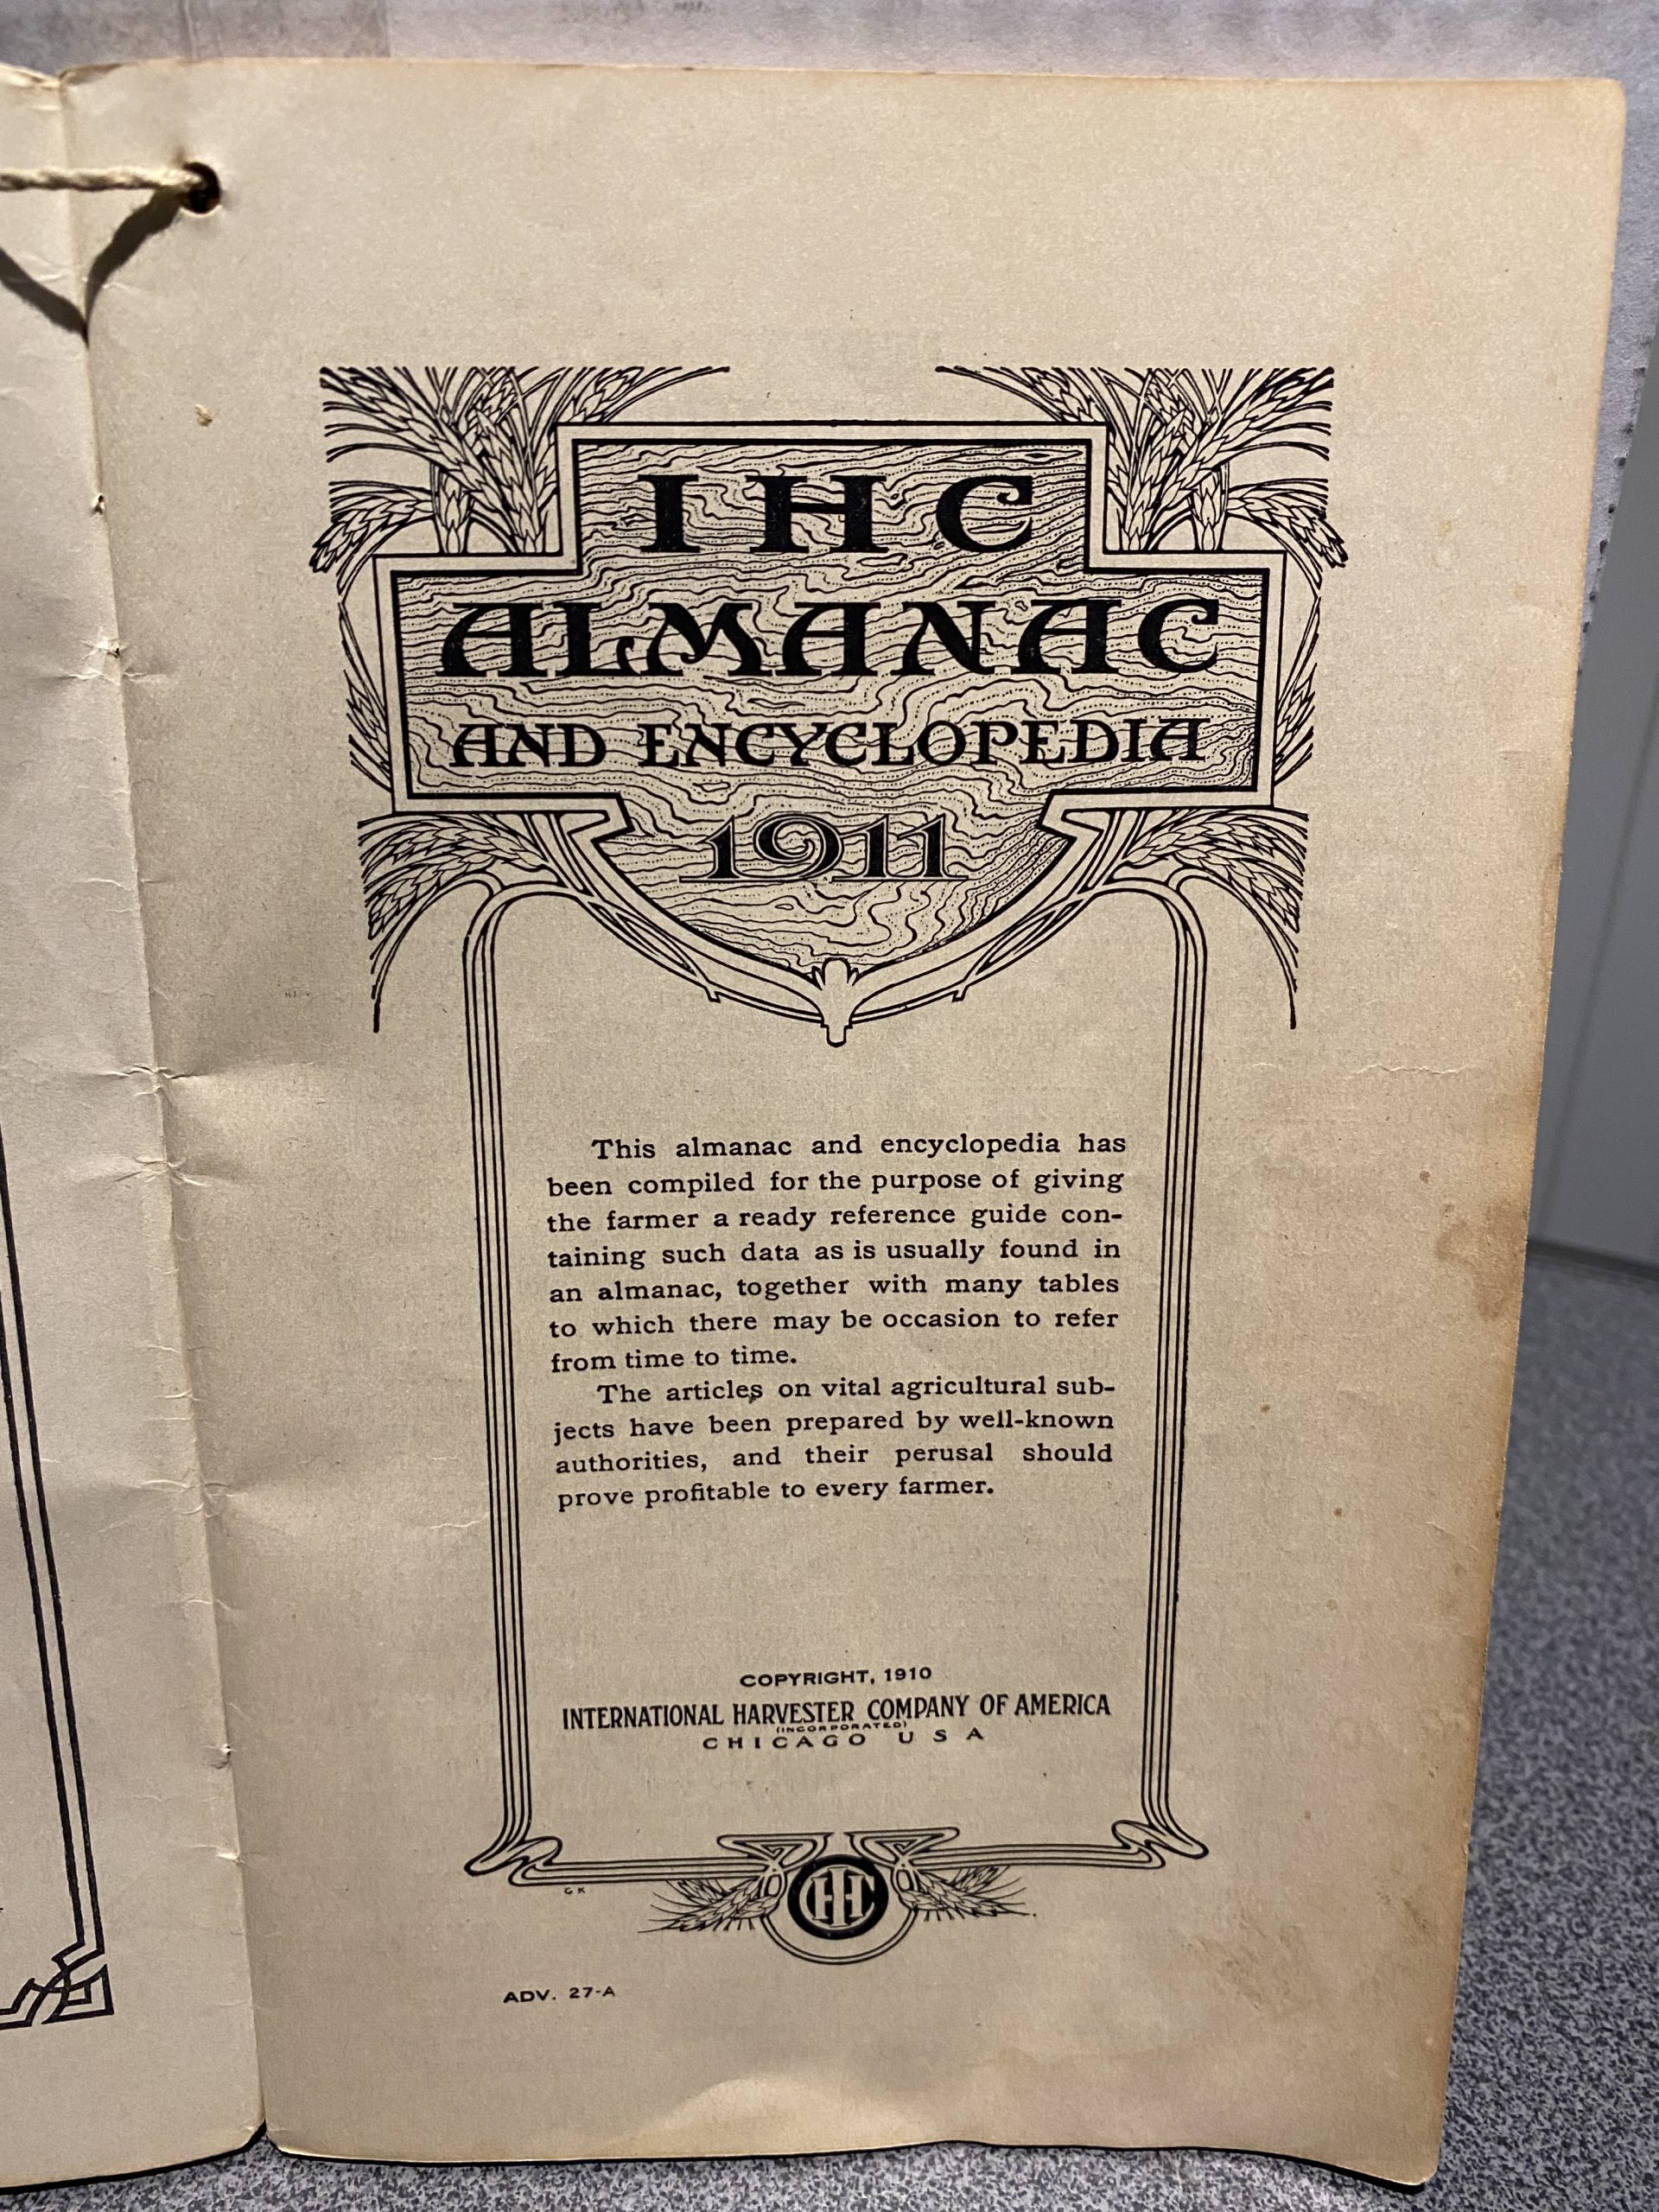 IHC
ALMANAC
AND ENCYCLOPEDIA
1911
This almanac and encyclopedia has
been compiled for the purpose of giving
the farmer a ready reference guide con-
taining such data as is usually found in
an almanac, together with many tables
to which there may be occasion to refer
from time to time.
The articles on vital agricultural sub-
jects have been prepared by well-known
authorities, and their perusal should
prove profitable to every farmer.
COPYRIGHT, 1910
INTERNATIONAL HARVESTER COMPANY OF AMERICA
(INCORPORATED)
CHICAGO USA
GK
IHC
ADV. 27-A